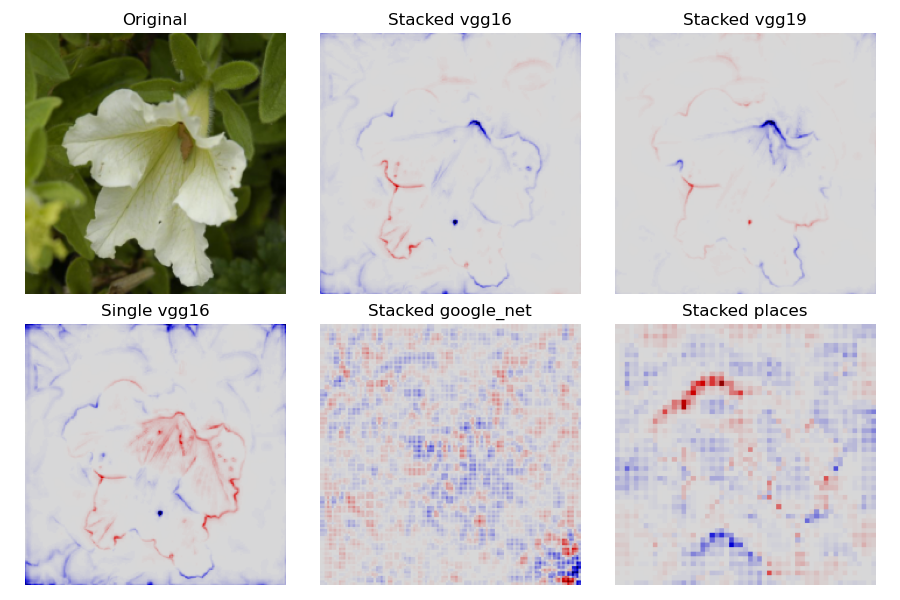 Original
Stacked vgg16
Stacked vgg19
Single vgg16
Stacked google_net
Stacked places